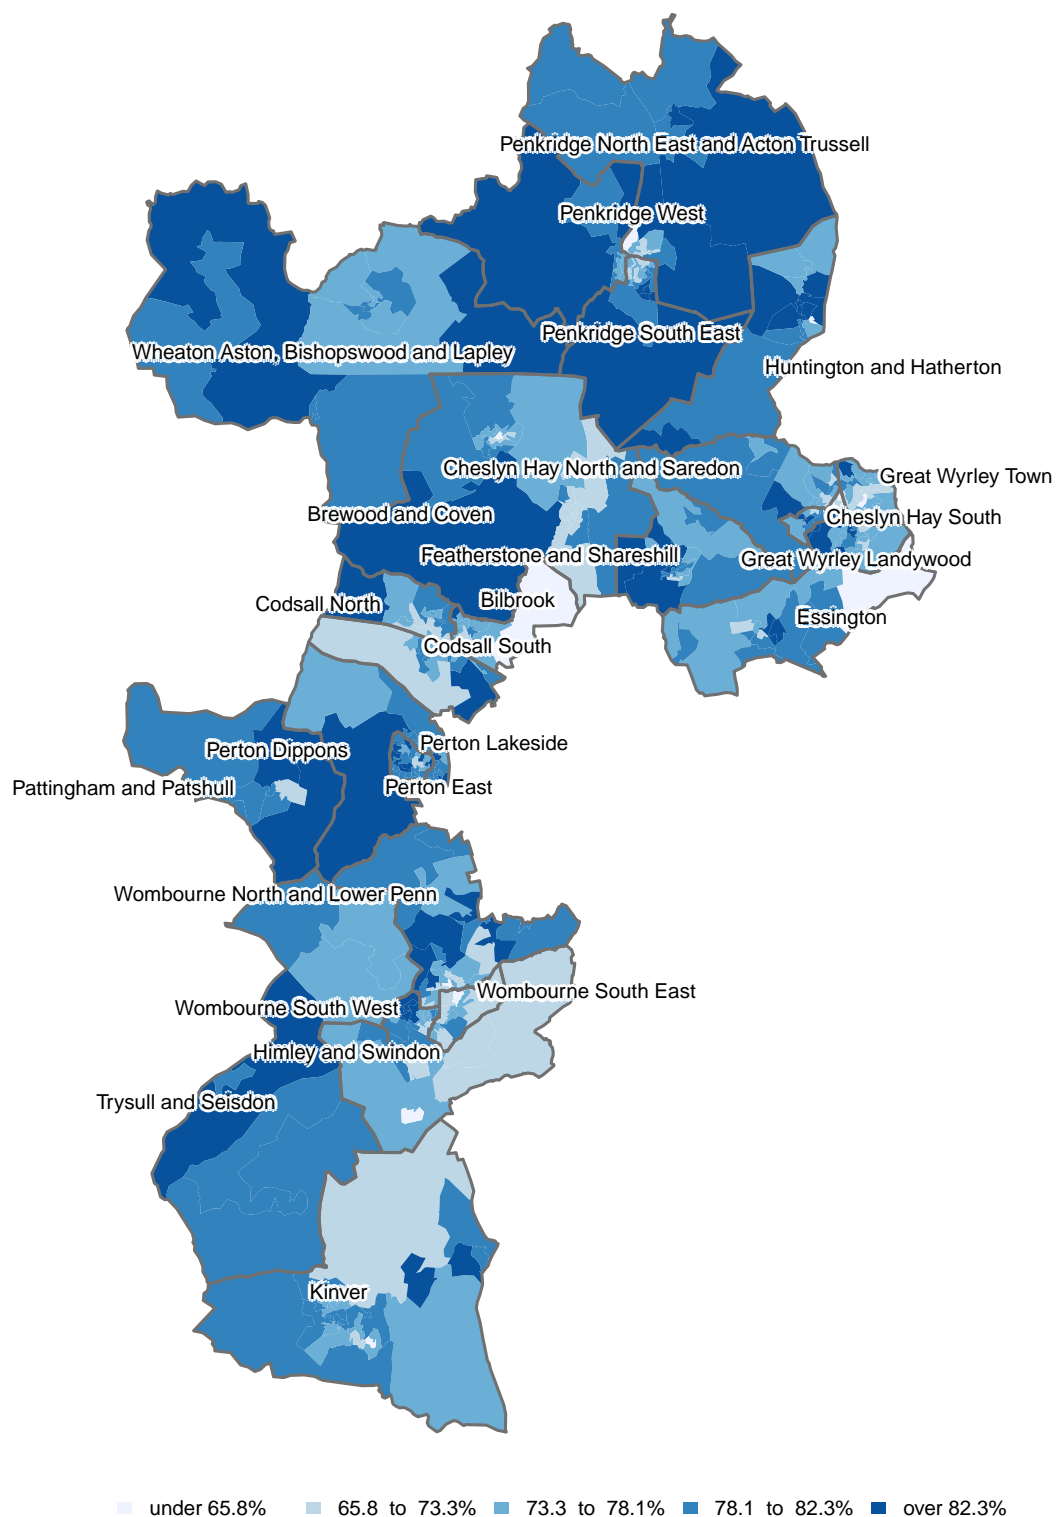 Penkridge North East and Acton Trussell
Penkridge West
Penkridge South East
Wheaton Aston, Bishopswood and Lapley
Huntington and Hatherton
Cheslyn Hay North and Saredon
Great Wyrley Town
Brewood and Coven
Cheslyn Hay South
Featherstone and Shareshill
Great Wyrley Landywood
Codsall North
Bilbrook
Essington
Codsall South
Perton Lakeside
Perton Dippons
Pattingham and Patshull
Perton East
Wombourne North and Lower Penn
Wombourne South East
Wombourne South West
Himley and Swindon
Trysull and Seisdon
Kinver
under 65.8% 65.8 to 73.3% 73.3 to 78.1% 78.1 to 82.3% over 82.3%